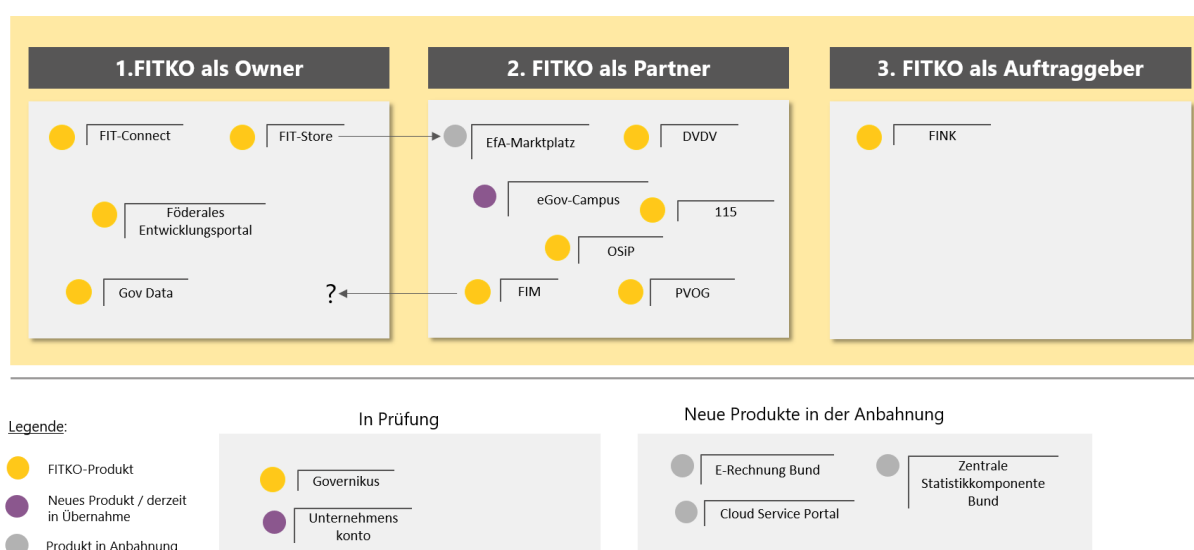 1.FITKO als Owner
FIT-Connect
FIT-Store
Föderales
Entwicklungsportal
Gov Data
?
2. FITKO als Partner
EfA-Marktplatz
DVDV
eGov-Campus
115
OSiP
FIM
PVOG
3. FITKO als Auftraggeber
FINK
Legende:
FITKO-Produkt
Neues Produkt / derzeit
in Übernahme
Produkt in Anbahnung
In Prüfung
Governikus
Unternehmens
konto
Neue Produkte in der Anbahnung
E-Rechnung Bund
Cloud Service Portal
Zentrale
Statistikkomponente
Bund